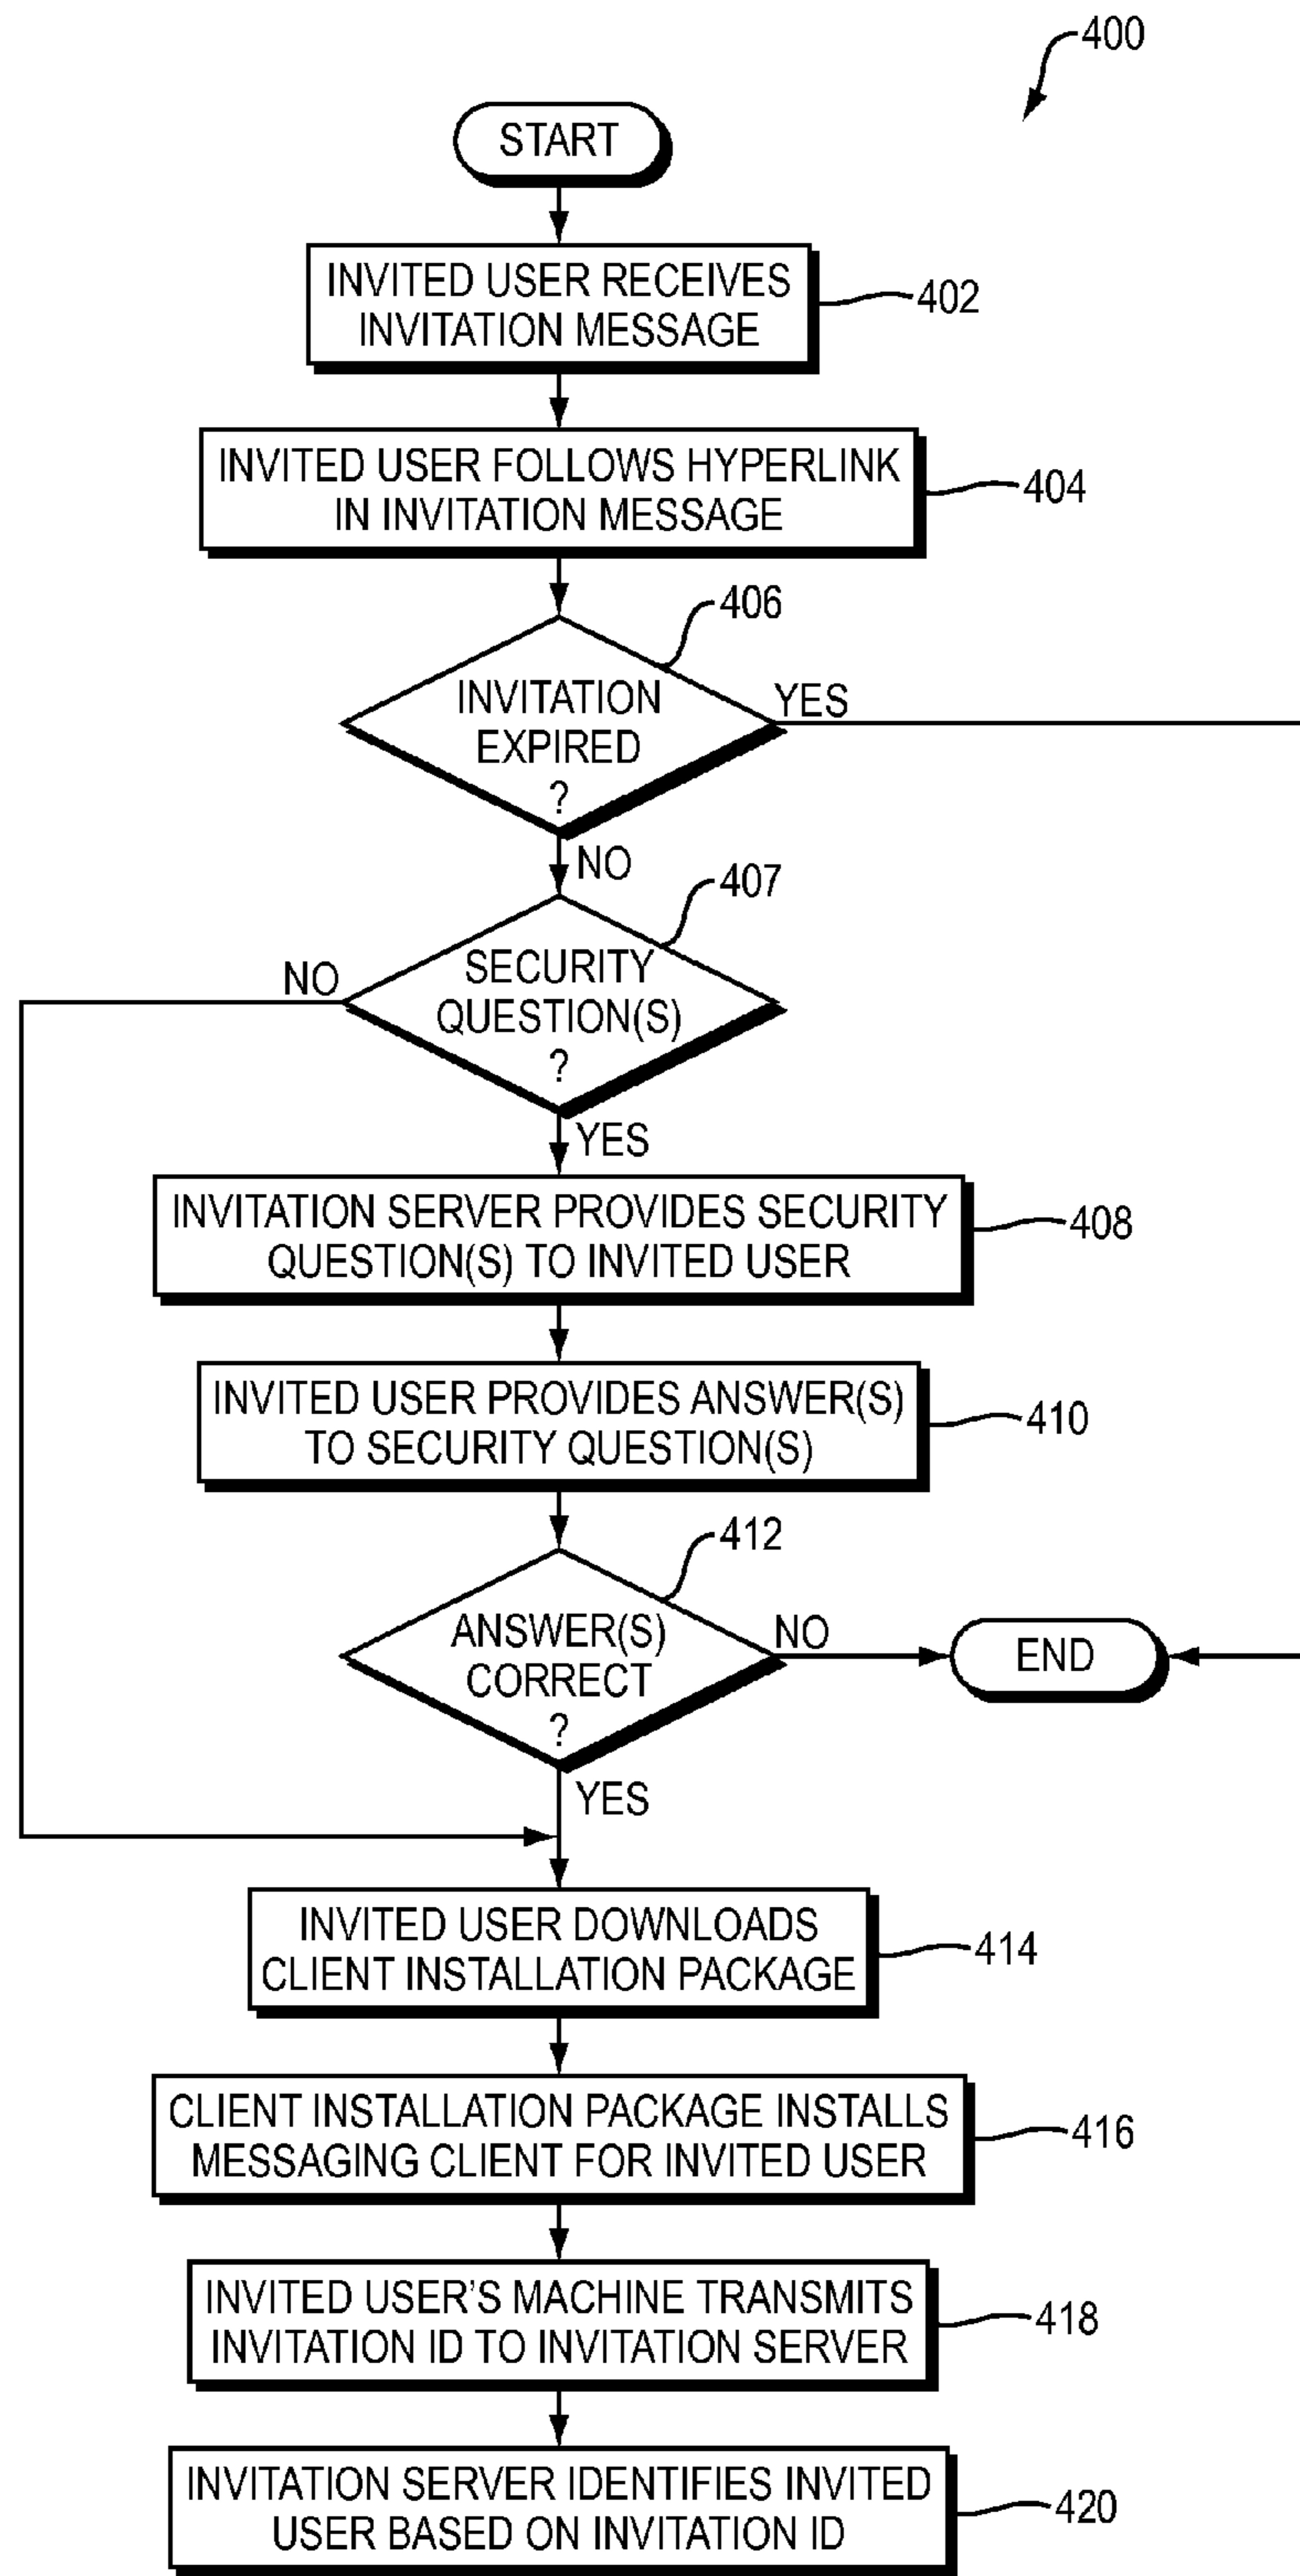 400
START
INVITED USER RECEIVES
INVITATION MESSAGE
402
INVITED USER FOLLOWS HYPERLINK
IN INVITATION MESSAGE
404
406
INVITATION
EXPIRED
?
YES
NO
407
SECURITY
QUESTION(S)
?
NO
YES
INVITATION SERVER PROVIDES SECURITY
QUESTION(S) TO INVITED USER
408
INVITED USER PROVIDES ANSWER(S)
TO SECURITY QUESTION(S)
410
412
ANSWER(S)
CORRECT
?
NO
END
YES
INVITED USER DOWNLOADS
CLIENT INSTALLATION PACKAGE
414
CLIENT INSTALLATION PACKAGE INSTALLS
MESSAGING CLIENT FOR INVITED USER
416
INVITED USER'S MACHINE TRANSMITS
INVITATION ID TO INVITATION SERVER
418
INVITATION SERVER IDENTIFIES INVITED
USER BASED ON INVITATION ID
420